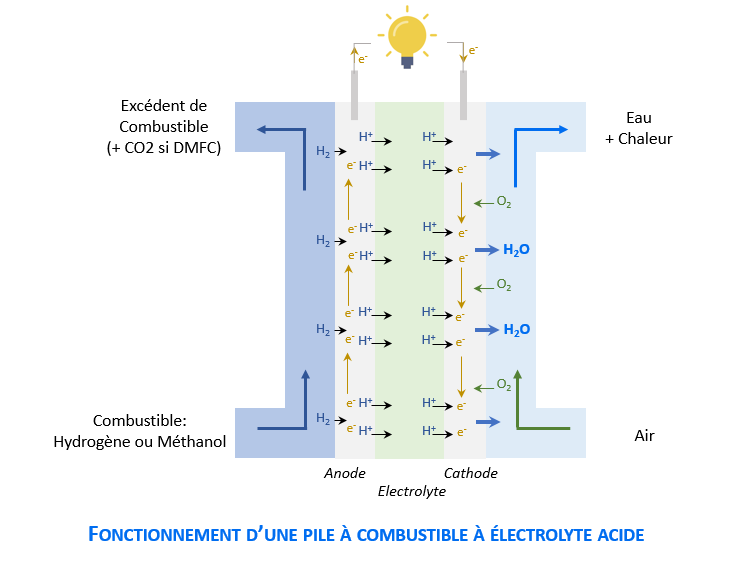 e⁻ e⁻
Excédent de
Combustible
(+ CO2 si DMFC)
Eau
+ Chaleur
H⁺ H⁺
H₂
e⁻ H⁺ H⁺ e⁻
O₂
e⁻ H⁺ H⁺ e⁻
H₂
e⁻ H⁺ H⁺ e⁻ H₂O
O₂
e⁻ H⁺ H⁺ e⁻
H₂ H₂O
e⁻ H⁺ H⁺ e⁻
O₂
e⁻ H⁺ H⁺ e⁻
H₂
e⁻ H⁺ H⁺ e⁻
Combustible:
Hydrogène ou Méthanol
Air
Anode Cathode
Electrolyte
FONCTIONNEMENT D’UNE PILE À COMBUSTIBLE À ÉLECTROLYTE ACIDE